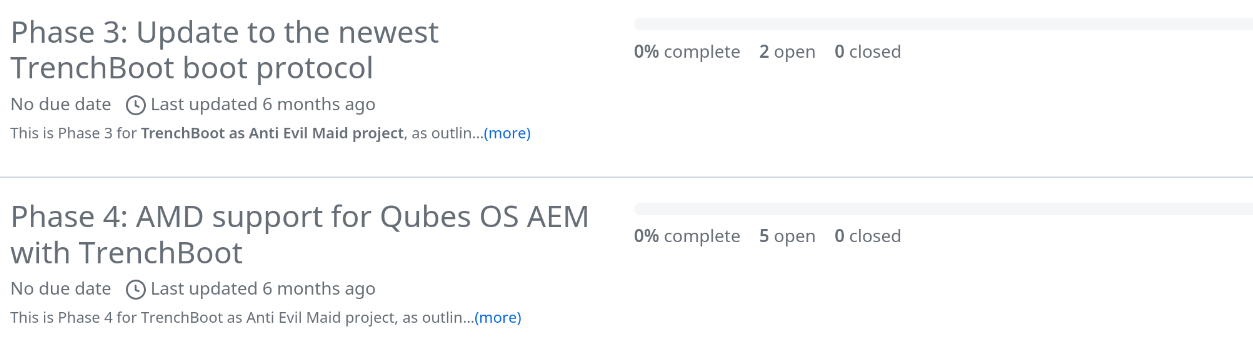 Phase 3: Update to the newest
TrenchBoot boot protocol
No due date Last updated 6 months ago
This is Phase 3 for TrenchBoot as Anti Evil Maid project, as outlin...(more)
0% complete 2 open 0 closed
Phase 4: AMD support for Qubes OS AEM
with TrenchBoot
No due date Last updated 6 months ago
This is Phase 4 for TrenchBoot as Anti Evil Maid project, as outlin...(more)
0% complete 5 open 0 closed